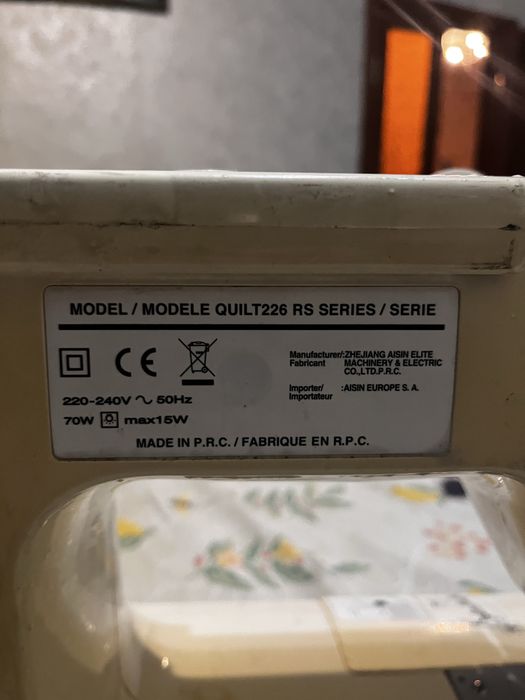 MODEL / MODELE QUILT226 RS SERIES / SERIE
CE
220-240V ~ 50Hz
70W max15W
Manufacturer/:ZHEJIANG AISIN ELITE
Fabricant MACHINERY & ELECTRIC
CO.,LTD.P.R.C.
Importer/ :AISIN EUROPE S. A.
Importateur
MADE IN P.R.C. / FABRIQUE EN R.P.C.